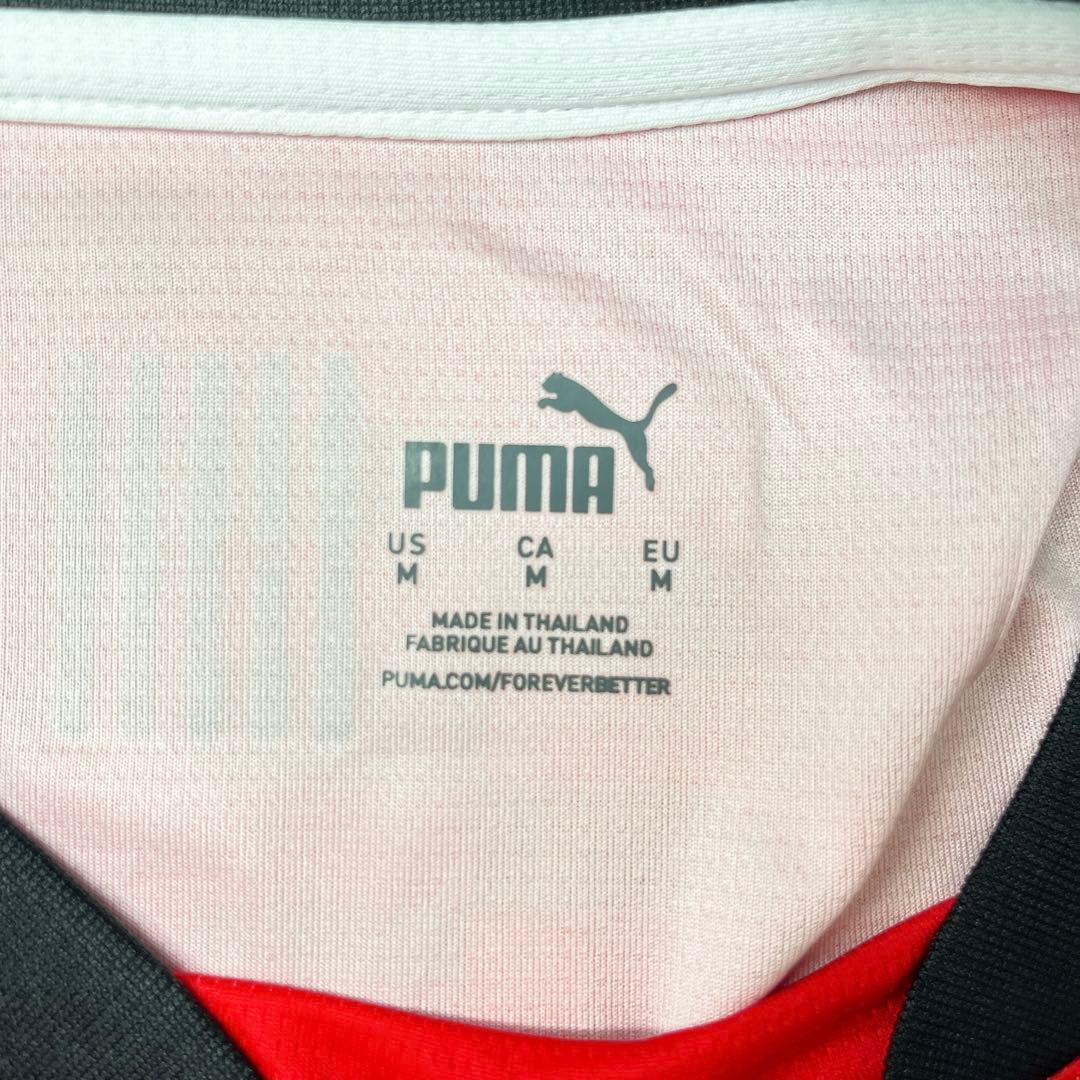 PUMA
US CA EU
M M M
MADE IN THAILAND
FABRIQUE AU THAILAND
PUMA.COM/FOREVERBETTER